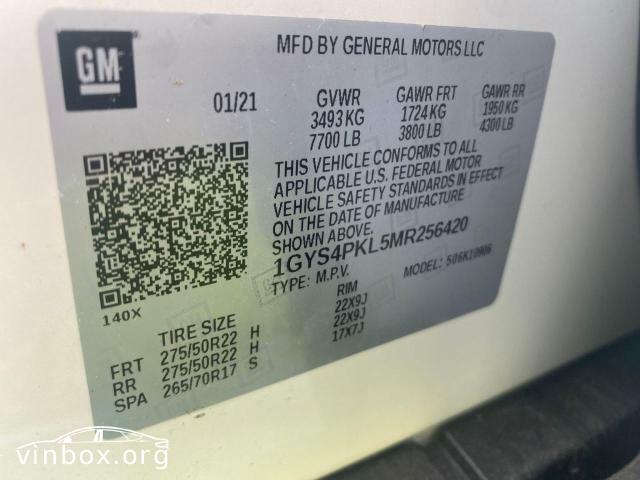 GM
MFD BY GENERAL MOTORS LLC
01/21 GVWR GAWR FRT GAWR RR
3493 KG 1724 KG 1950 KG
7700 LB 3800 LB 4300 LB
THIS VEHICLE CONFORMS TO ALL
APPLICABLE U.S. FEDERAL MOTOR
VEHICLE SAFETY STANDARDS IN EFFECT
ON THE DATE OF MANUFACTURE
SHOWN ABOVE.
1GYS4PKL5MR256420
TYPE: M.P.V. MODEL: 506K10906
140X
TIRE SIZE RIM
FRT 275/50R22 H 22X9J
RR 275/50R22 H 22X9J
SPA 265/70R17 S 17X7J
vinbox.org